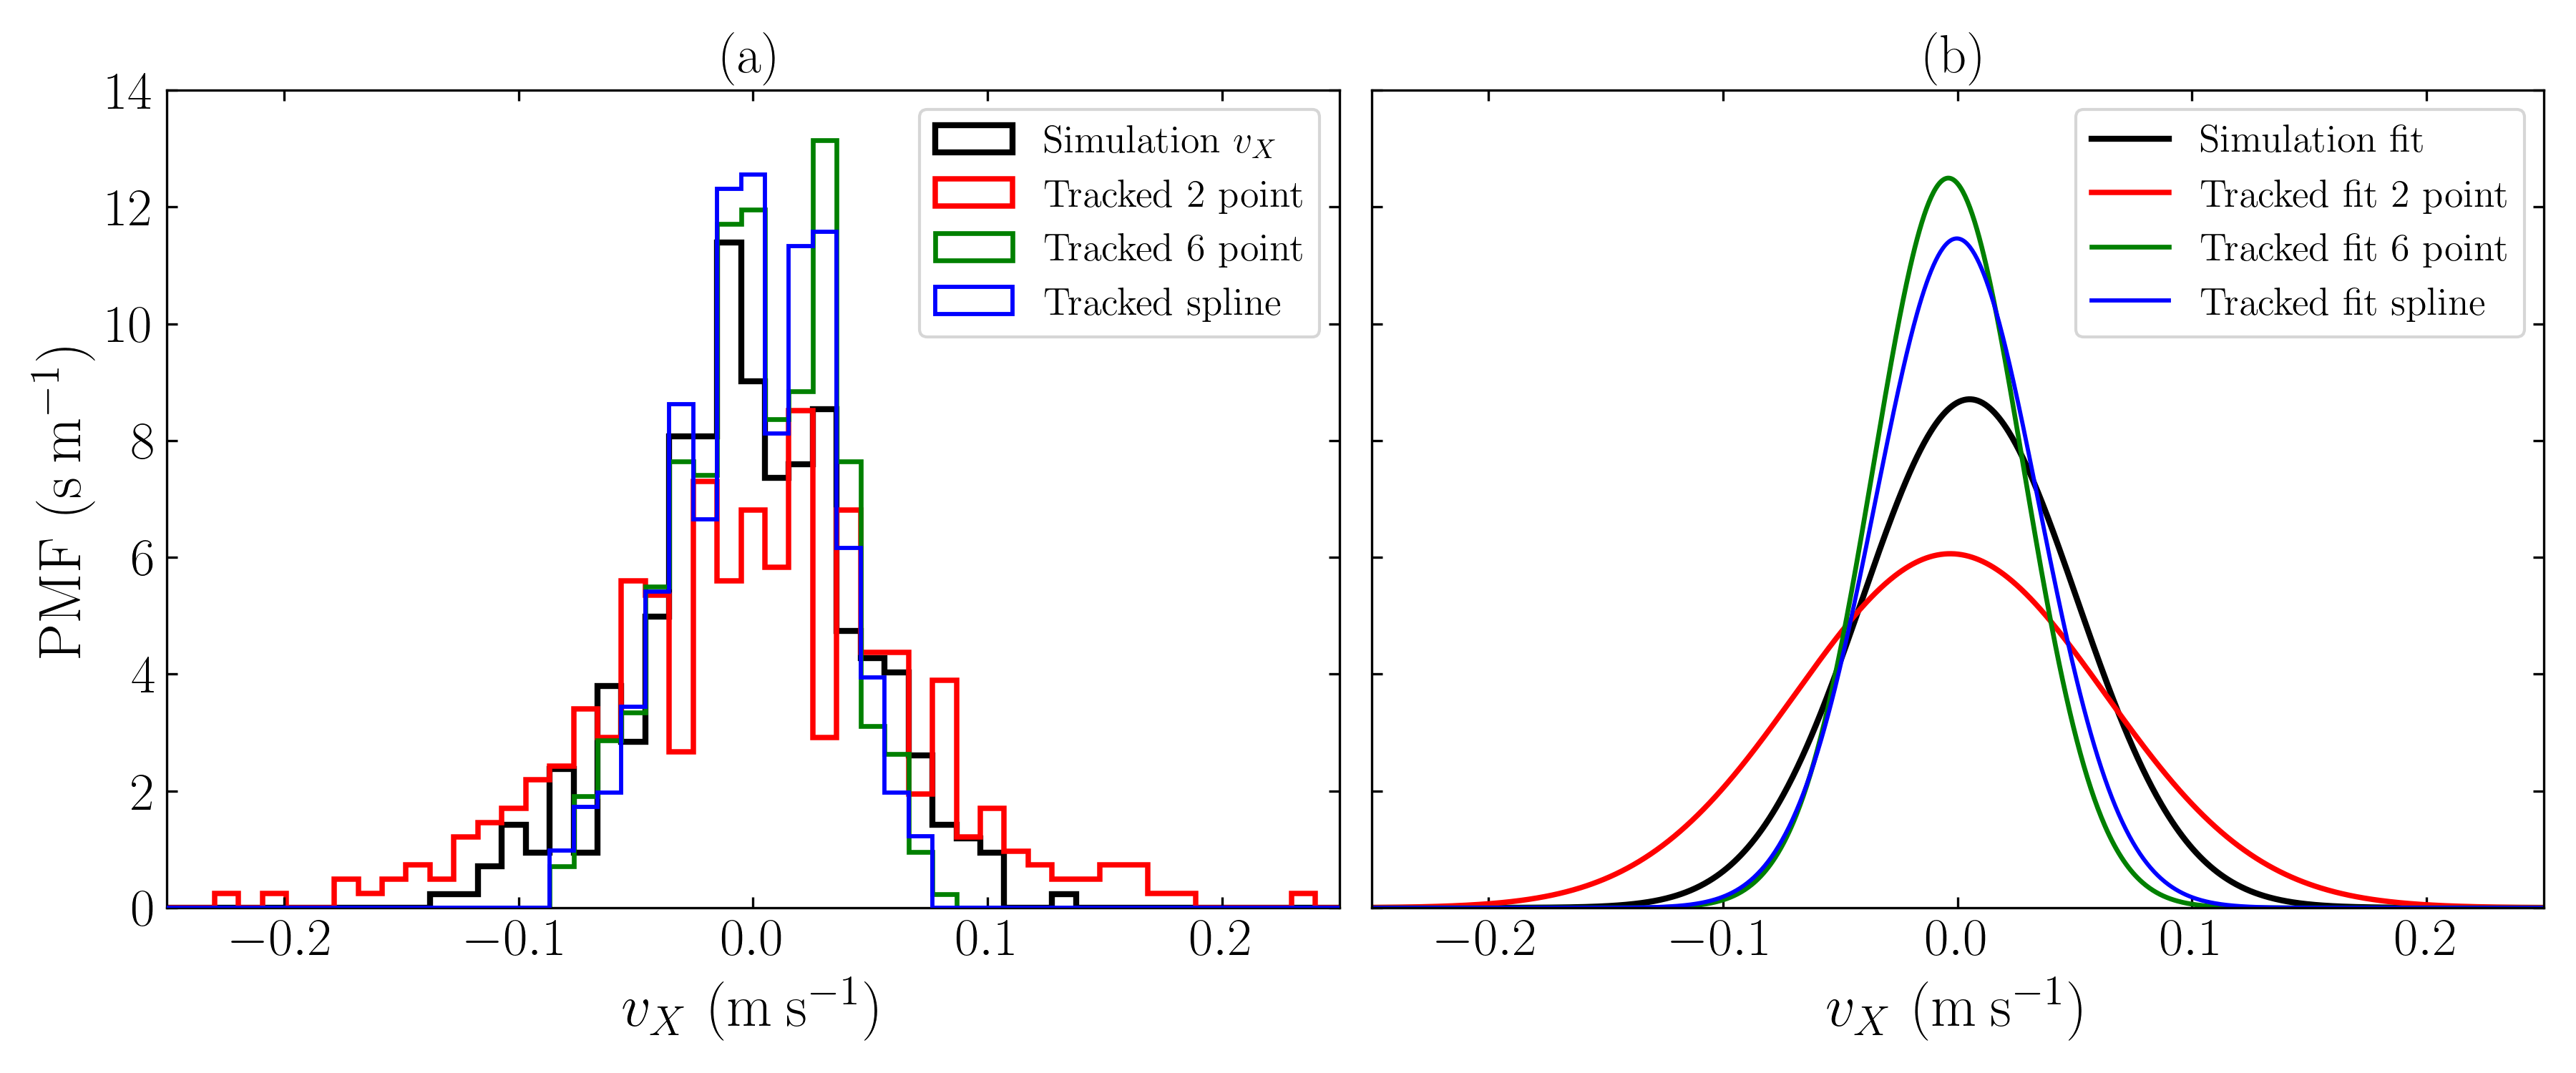 (a)
14
12
10
8
6
4
2
0
PMF (s m⁻¹)
Simulation v_X
Tracked 2 point
Tracked 6 point
Tracked spline
−0.2 −0.1 0.0 0.1 0.2
v_X (m s⁻¹)
(b)
Simulation fit
Tracked fit 2 point
Tracked fit 6 point
Tracked fit spline
−0.2 −0.1 0.0 0.1 0.2
v_X (m s⁻¹)